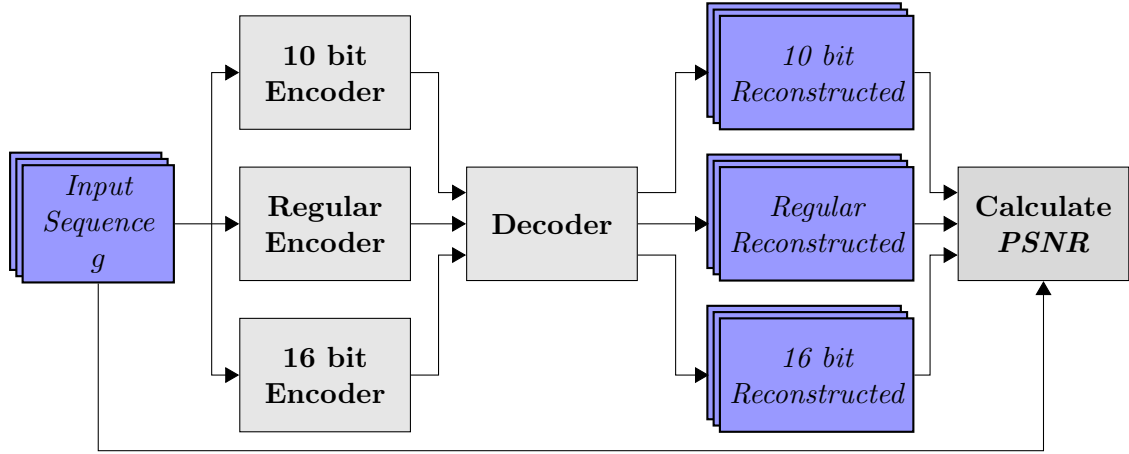 Input
Sequence
g
10 bit
Encoder
Regular
Encoder
16 bit
Encoder
Decoder
10 bit
Reconstructed
Regular
Reconstructed
16 bit
Reconstructed
Calculate
PSNR